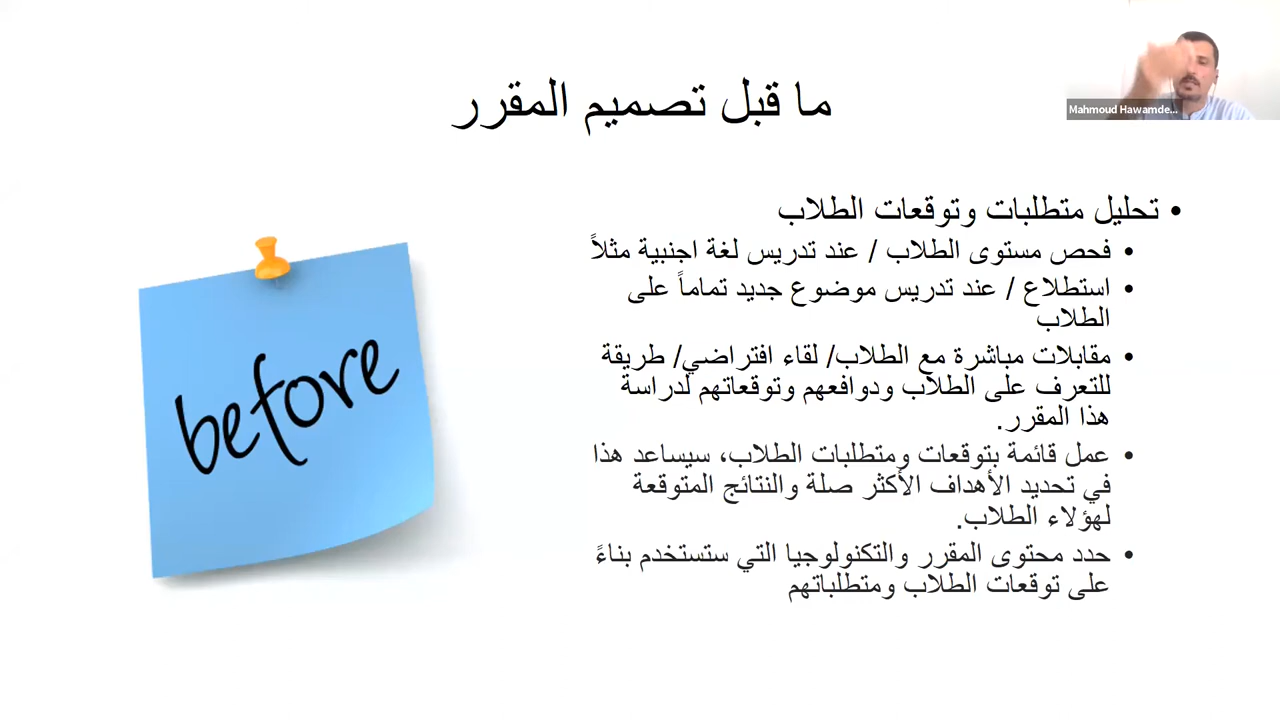 ما قبل تصميم المقرر
Mahmoud Hawamde...
• تحليل متطلبات وتوقعات الطلاب
• فحص مستوى الطلاب / عند تدريس لغة اجنبية مثلاً
• استطلاع / عند تدريس موضوع جديد تماماً على
الطلاب
• مقابلات مباشرة مع الطلاب/ لقاء افتراضي/ طريقة
للتعرف على الطلاب ودوافعهم وتوقعاتهم لدراسة
هذا المقرر.
• عمل قائمة بتوقعات ومتطلبات الطلاب، سيساعد هذا
في تحديد الأهداف الأكثر صلة والنتائج المتوقعة
لهؤلاء الطلاب.
• حدد محتوى المقرر والتكنولوجيا التي ستستخدم بناءً
على توقعات الطلاب ومتطلباتهم
before